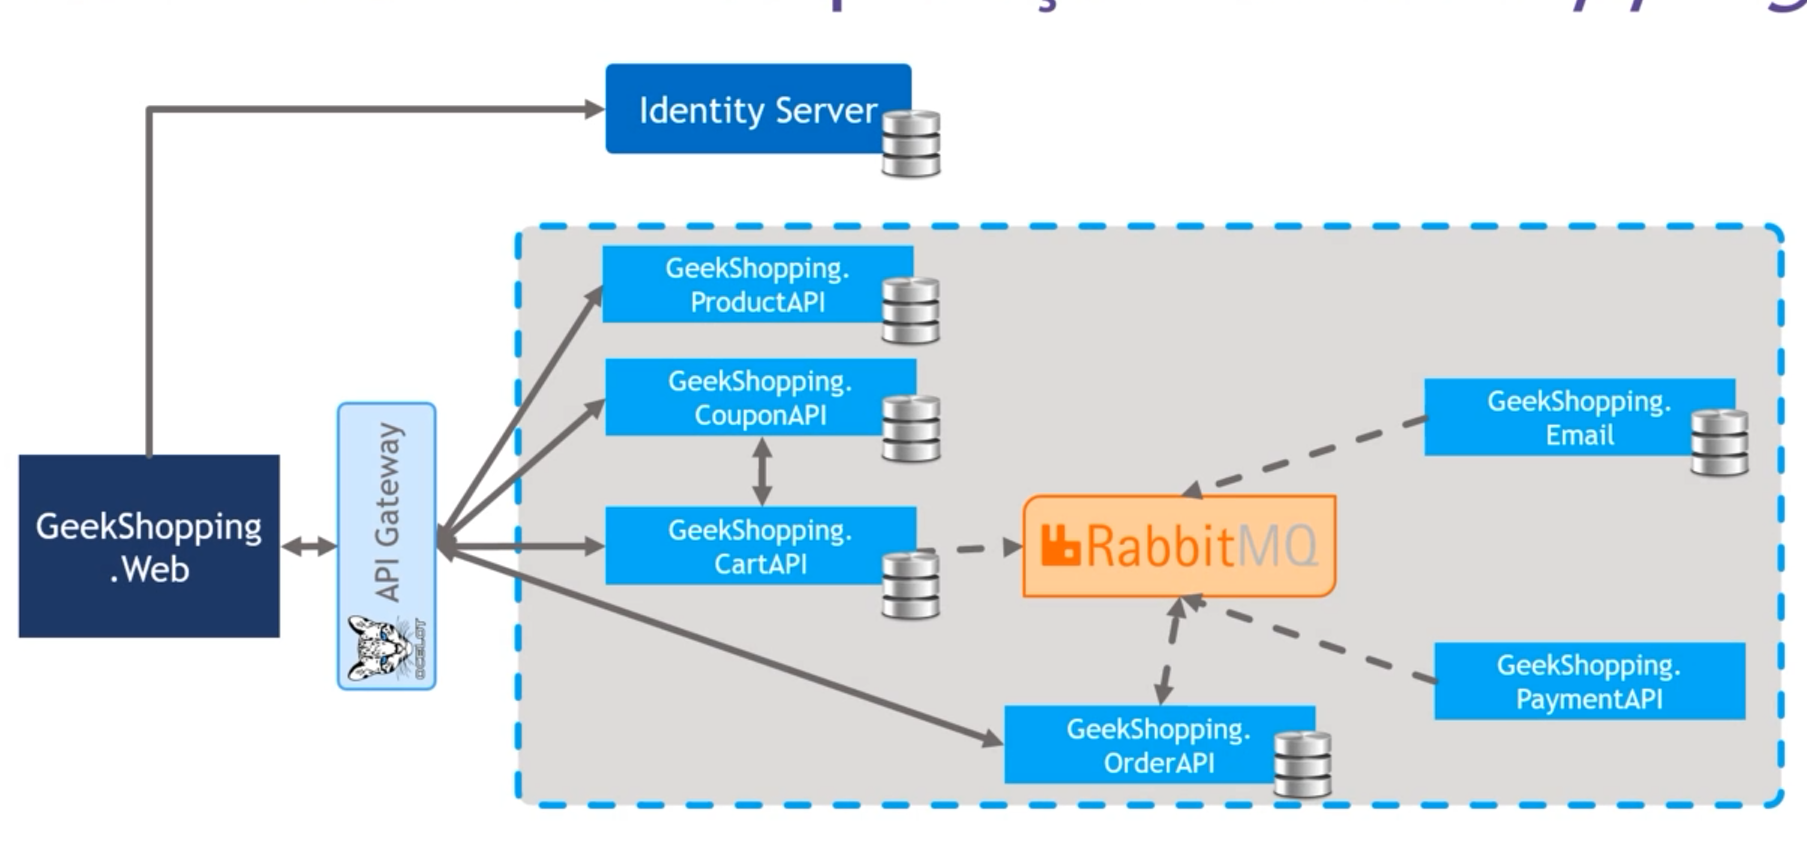 Identity Server
GeekShopping.
ProductAPI
GeekShopping.
CouponAPI
GeekShopping.
CartAPI
GeekShopping
.Web
API Gateway
OCELOT
RabbitMQ
GeekShopping.
Email
GeekShopping.
PaymentAPI
GeekShopping.
OrderAPI